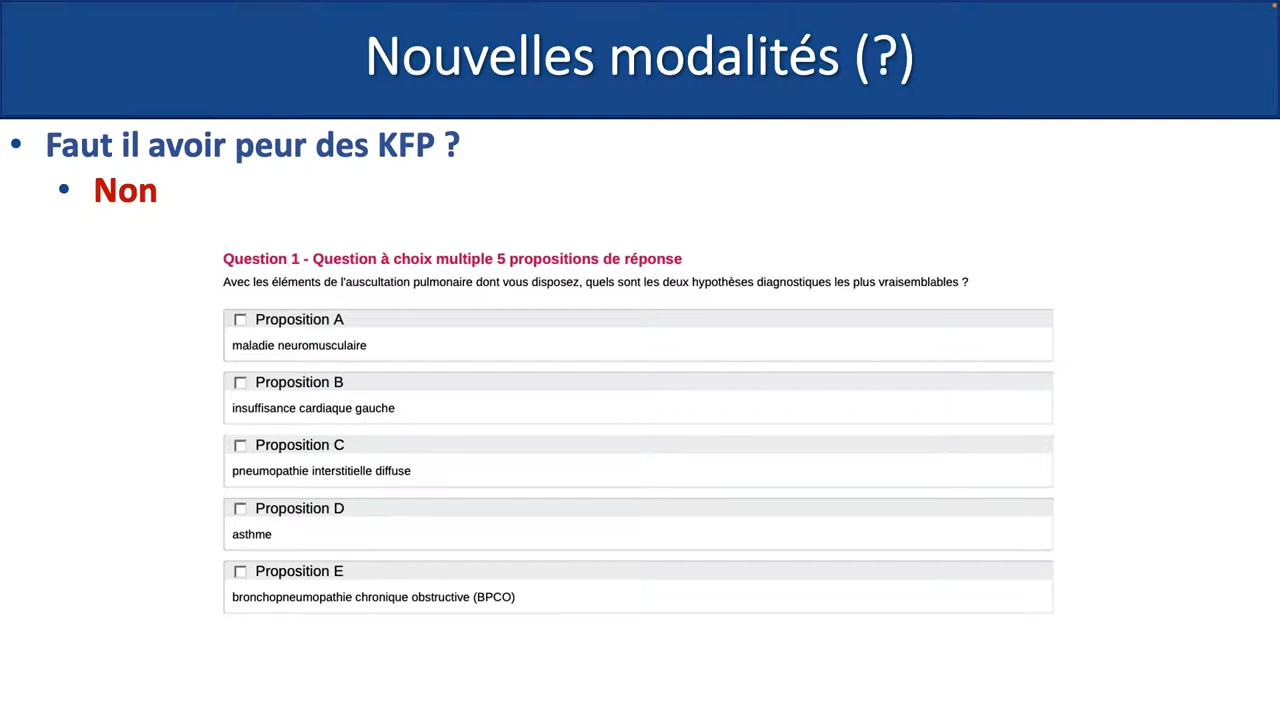 Nouvelles modalités (?)
• Faut il avoir peur des KFP ?
• Non
Question 1 - Question à choix multiple 5 propositions de réponse
Avec les éléments de l'auscultation pulmonaire dont vous disposez, quels sont les deux hypothèses diagnostiques les plus vraisemblables ?
Proposition A
maladie neuromusculaire
Proposition B
insuffisance cardiaque gauche
Proposition C
pneumopathie interstitielle diffuse
Proposition D
asthme
Proposition E
bronchopneumopathie chronique obstructive (BPCO)